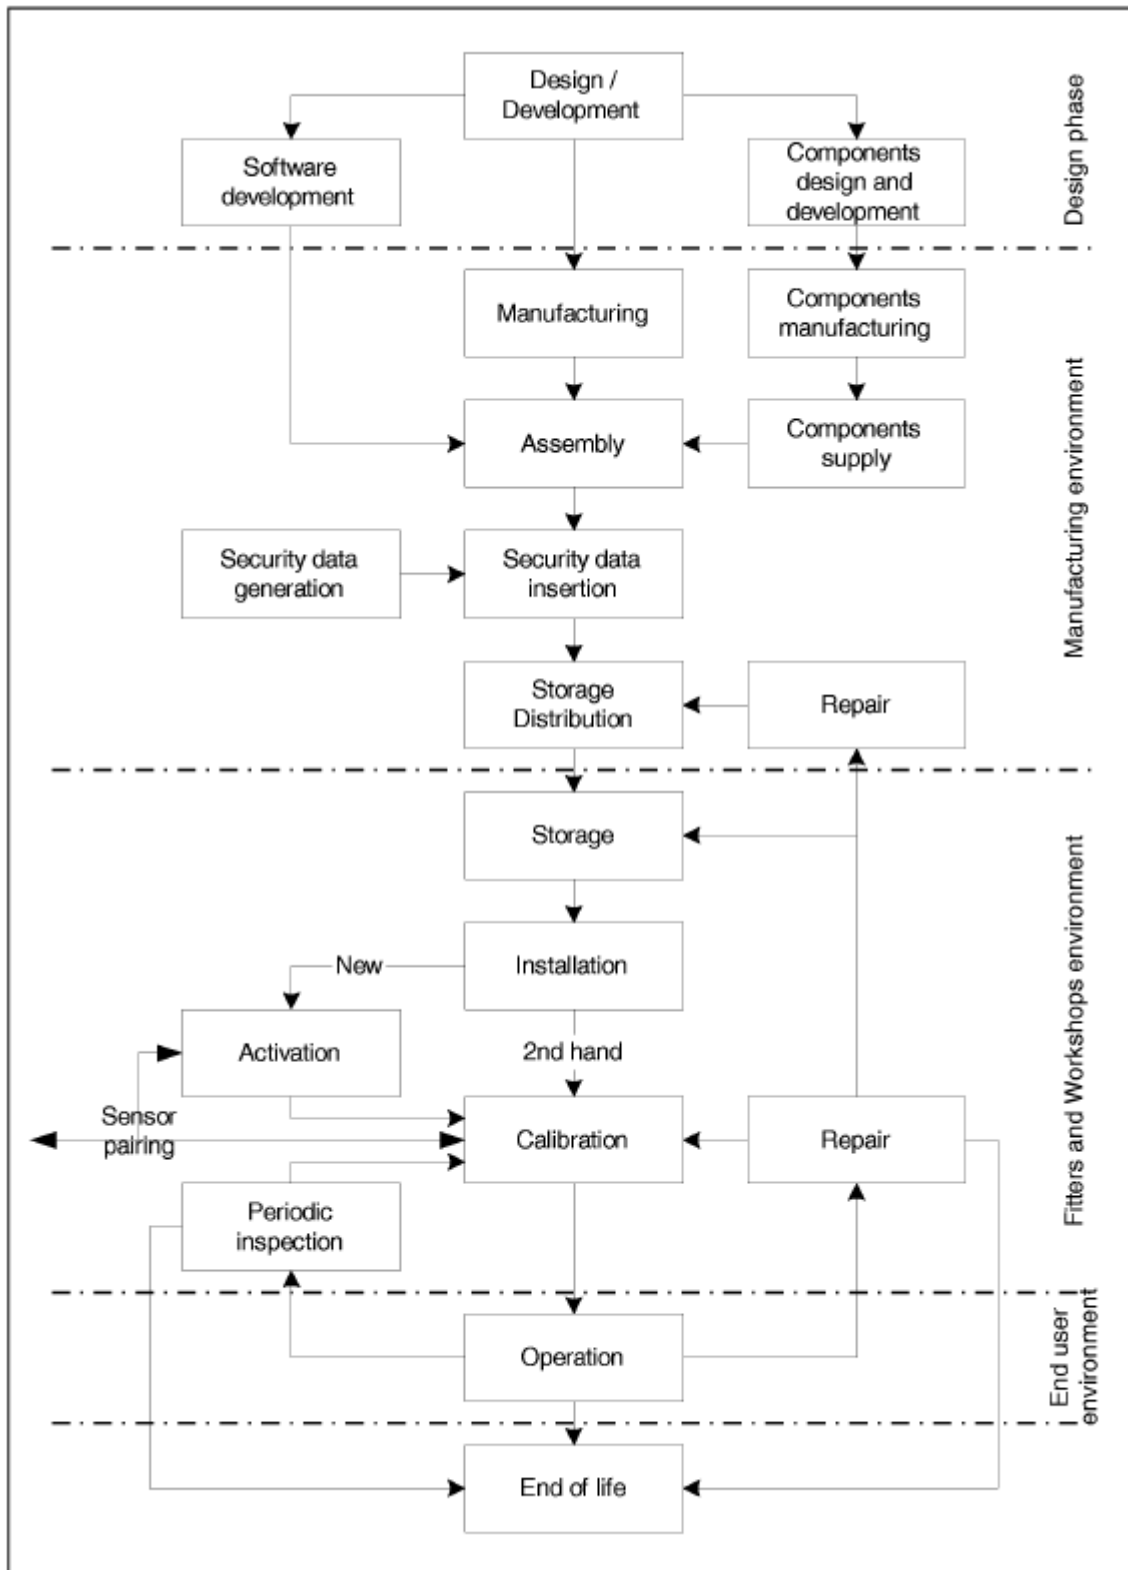 Design /
Development
Software
development
Components
design and
development
Design phase
Manufacturing
Components
manufacturing
Assembly
Components
supply
Security data
generation
Security data
insertion
Storage
Distribution
Repair
Manufacturing environment
Storage
New
Installation
Activation
2nd hand
Sensor
pairing
Calibration
Repair
Periodic
inspection
Fitters and Workshops environment
Operation
End user
environment
End of life